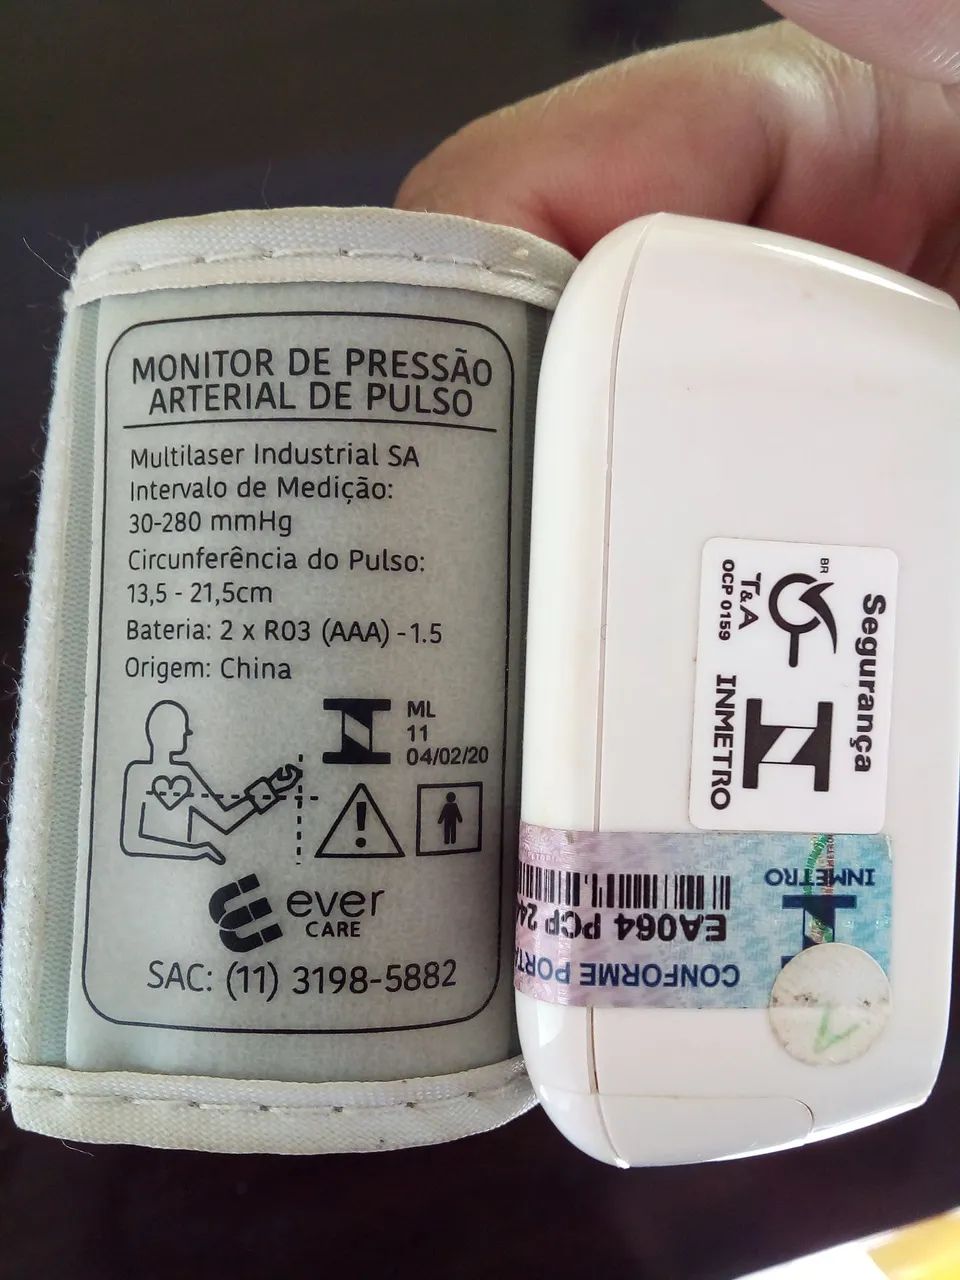 MONITOR DE PRESSÃO
ARTERIAL DE PULSO
Multilaser Industrial SA
Intervalo de Medição:
30-280 mmHg
Circunferência do Pulso:
13,5 - 21,5cm
Bateria: 2 x R03 (AAA) -1.5
Origem: China
ML
11
04/02/20
ever
CARE
SAC: (11) 3198-5882
Segurança
BR
T&A
OCP 0159
INMETRO
INMETRO
EA064 PCP
CONFORME